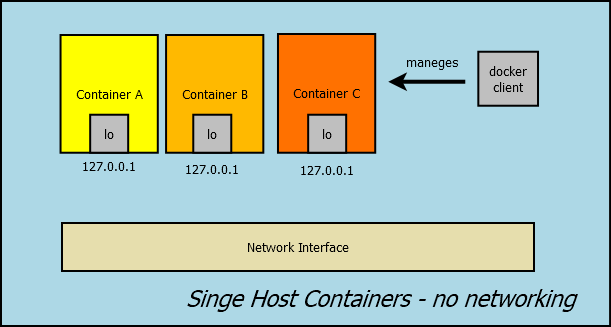 maneges
docker
client
Container A
Container B
Container C
lo
lo
lo
127.0.0.1
127.0.0.1
127.0.0.1
Network Interface
Singe Host Containers - no networking